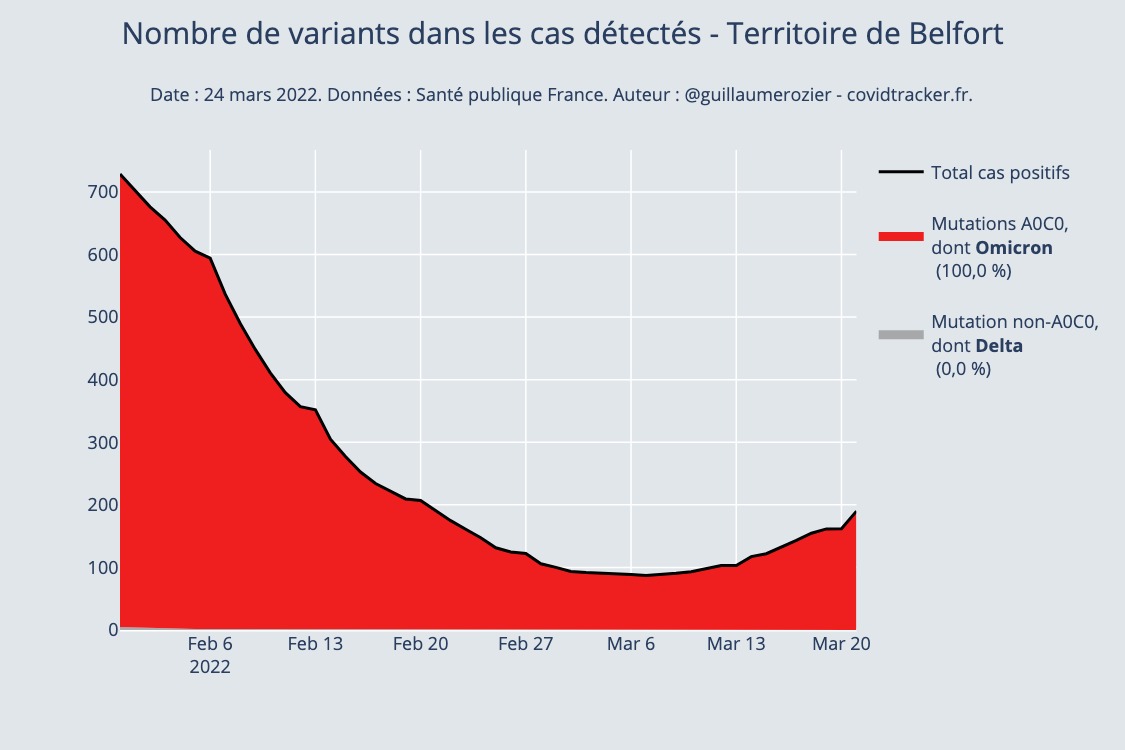 Nombre de variants dans les cas détectés - Territoire de Belfort
Date : 24 mars 2022. Données : Santé publique France. Auteur : @guillaumerozier - covidtracker.fr.
Total cas positifs
Mutations A0C0,
dont Omicron
(100,0 %)
Mutation non-A0C0,
dont Delta
(0,0 %)
700
600
500
400
300
200
100
0
Feb 6
2022
Feb 13
Feb 20
Feb 27
Mar 6
Mar 13
Mar 20